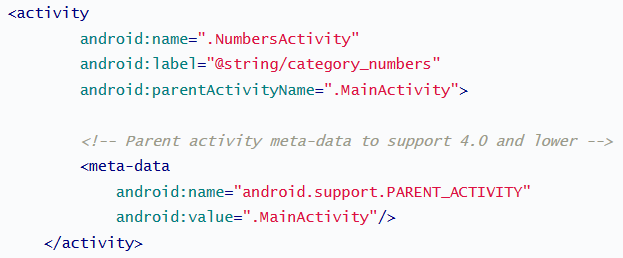 <activity
android:name=".NumbersActivity"
android:label="@string/category_numbers"
android:parentActivityName=".MainActivity">
<!-- Parent activity meta-data to support 4.0 and lower -->
<meta-data
android:name="android.support.PARENT_ACTIVITY"
android:value=".MainActivity"/>
</activity>